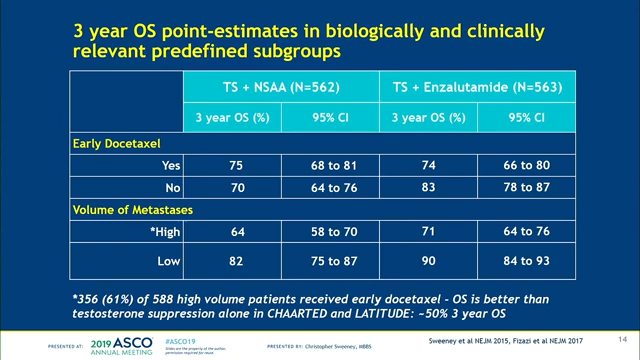 3 year OS point-estimates in biologically and clinically
relevant predefined subgroups
TS + NSAA (N=562) TS + Enzalutamide (N=563)
3 year OS (%) 95% CI 3 year OS (%) 95% CI
Early Docetaxel
Yes 75 68 to 81 74 66 to 80
No 70 64 to 76 83 78 to 87
Volume of Metastases
*High 64 58 to 70 71 64 to 76
Low 82 75 to 87 90 84 to 93
*356 (61%) of 588 high volume patients received early docetaxel - OS is better than
testosterone suppression alone in CHAARTED and LATITUDE: ~50% 3 year OS
Sweeney et al NEJM 2015, Fizazi et al NEJM 2017 14
PRESENTED AT: 2019 ASCO ANNUAL MEETING
#ASCO19
Slides are the property of the author,
permission required for reuse.
PRESENTED BY: Christopher Sweeney, MBBS